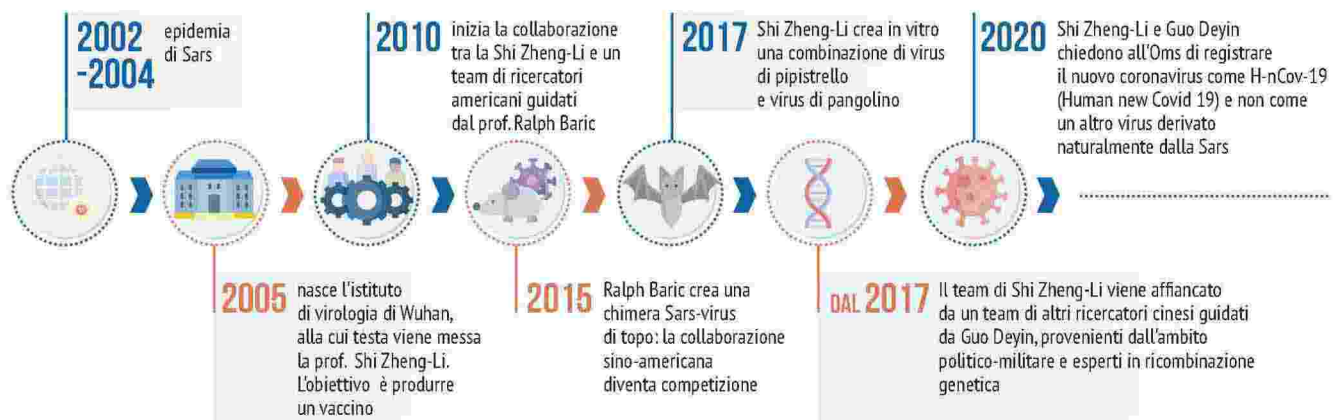 2002
-2004
epidemia
di Sars
2005
nasce l'istituto
di virologia di Wuhan,
alla cui testa viene messa
la prof. Shi Zheng-Li.
L'obiettivo è produrre
un vaccino
2010
inizia la collaborazione
tra la Shi Zheng-Li e un
team di ricercatori
americani guidati
dal prof. Ralph Baric
2015
Ralph Baric crea una
chimera Sars-virus
di topo: la collaborazione
sino-americana
diventa competizione
2017
Shi Zheng-Li crea in vitro
una combinazione di virus
di pipistrello
e virus di pangolino
DAL 2017
Il team di Shi Zheng-Li viene affiancato
da un team di altri ricercatori cinesi guidati
da Guo Deyin, provenienti dall'ambito
politico-militare e esperti in ricombinazione
genetica
2020
Shi Zheng-Li e Guo Deyin
chiedono all'Oms di registrare
il nuovo coronavirus come H-nCov-19
(Human new Covid 19) e non come
un altro virus derivato
naturalmente dalla Sars